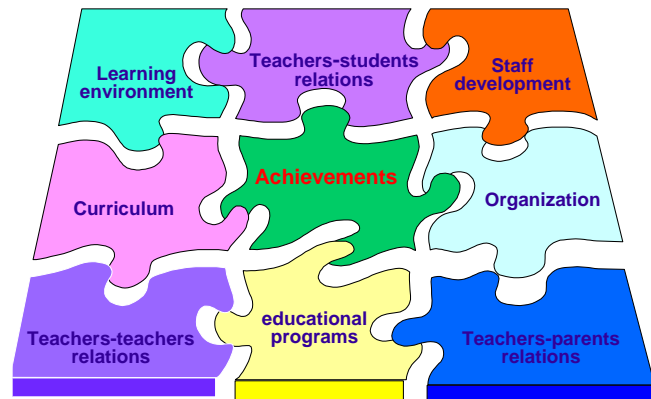 Learning
environment
Teachers-students
relations
Staff
development
Curriculum
Achievements
Organization
Teachers-teachers
relations
educational
programs
Teachers-parents
relations